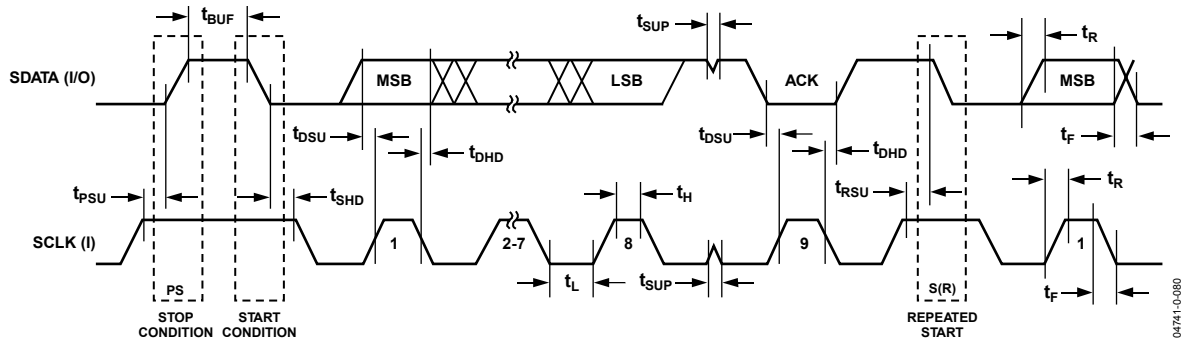 tBUF
tSUP
tR
SDATA (I/O)
MSB
LSB
ACK
MSB
tDSU
tDHD
tDSU
tDHD
tF
tPSU
tSHD
tH
tRSU
tR
SCLK (I)
1
2-7
8
9
1
tL
tSUP
tF
PS
S(R)
STOP
CONDITION
START
CONDITION
REPEATED
START
04741-0-080